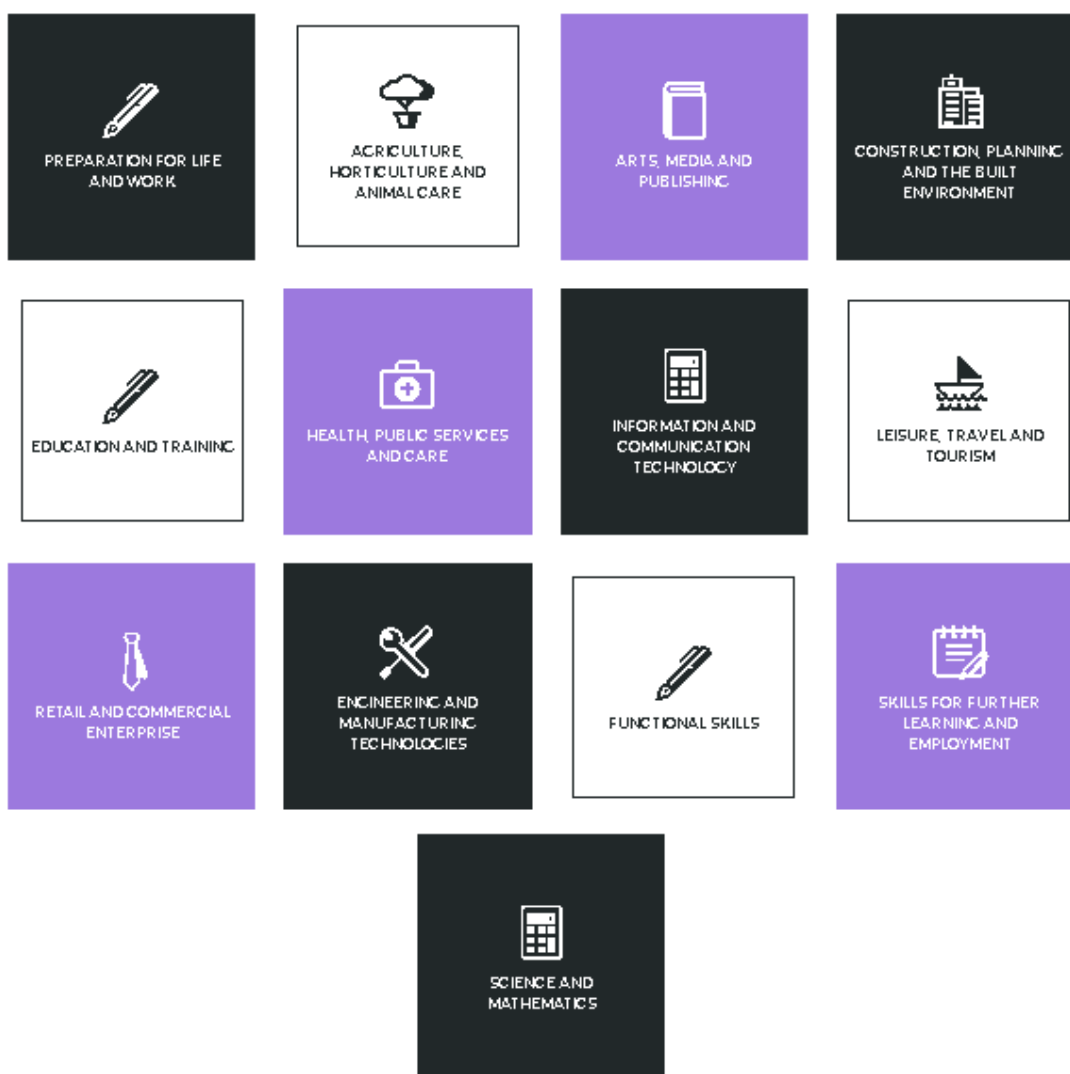 PREPARATION FOR LIFE
AND WORK
AGRICULTURE,
HORTICULTURE AND
ANIMAL CARE
ARTS, MEDIA AND
PUBLISHING
CONSTRUCTION, PLANNING
AND THE BUILT
ENVIRONMENT
EDUCATION AND TRAINING
HEALTH, PUBLIC SERVICES
AND CARE
INFORMATION AND
COMMUNICATION
TECHNOLOGY
LEISURE, TRAVEL AND
TOURISM
RETAIL AND COMMERCIAL
ENTERPRISE
ENGINEERING AND
MANUFACTURING
TECHNOLOGIES
FUNCTIONAL SKILLS
SKILLS FOR FURTHER
LEARNING AND
EMPLOYMENT
SCIENCE AND
MATHEMATICS